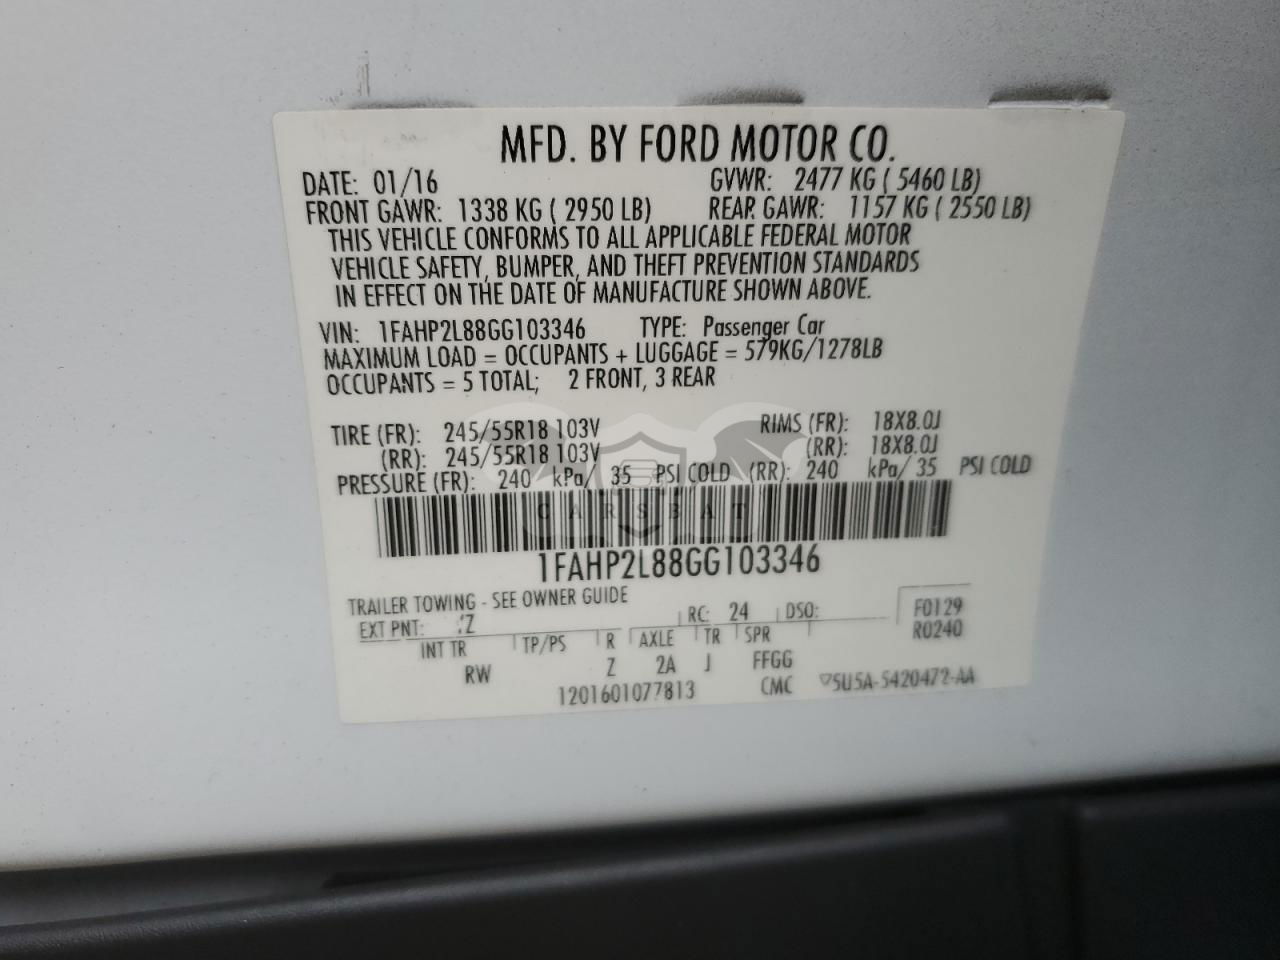 MFD. BY FORD MOTOR CO.
DATE: 01/16 GVWR: 2477 KG ( 5460 LB)
FRONT GAWR: 1338 KG ( 2950 LB) REAR GAWR: 1157 KG ( 2550 LB)
THIS VEHICLE CONFORMS TO ALL APPLICABLE FEDERAL MOTOR
VEHICLE SAFETY, BUMPER, AND THEFT PREVENTION STANDARDS
IN EFFECT ON THE DATE OF MANUFACTURE SHOWN ABOVE.
VIN: 1FAHP2L88GG103346 TYPE: Passenger Car
MAXIMUM LOAD = OCCUPANTS + LUGGAGE = 579KG/1278LB
OCCUPANTS = 5 TOTAL; 2 FRONT, 3 REAR
TIRE (FR): 245/55R18 103V RIMS (FR): 18X8.0J
(RR): 245/55R18 103V (RR): 18X8.0J
PRESSURE (FR): 240 kPa/ 35 PSI COLD (RR): 240 kPa/ 35 PSI COLD
CARSBAT
1FAHP2L88GG103346
TRAILER TOWING - SEE OWNER GUIDE
EXT PNT: RC: 24 DSO: F0129
R0240
INT TR TP/PS R AXLE TR SPR
RW Z 2A J FFGG
1201601077813 CMC 5U5A-5420472-AA